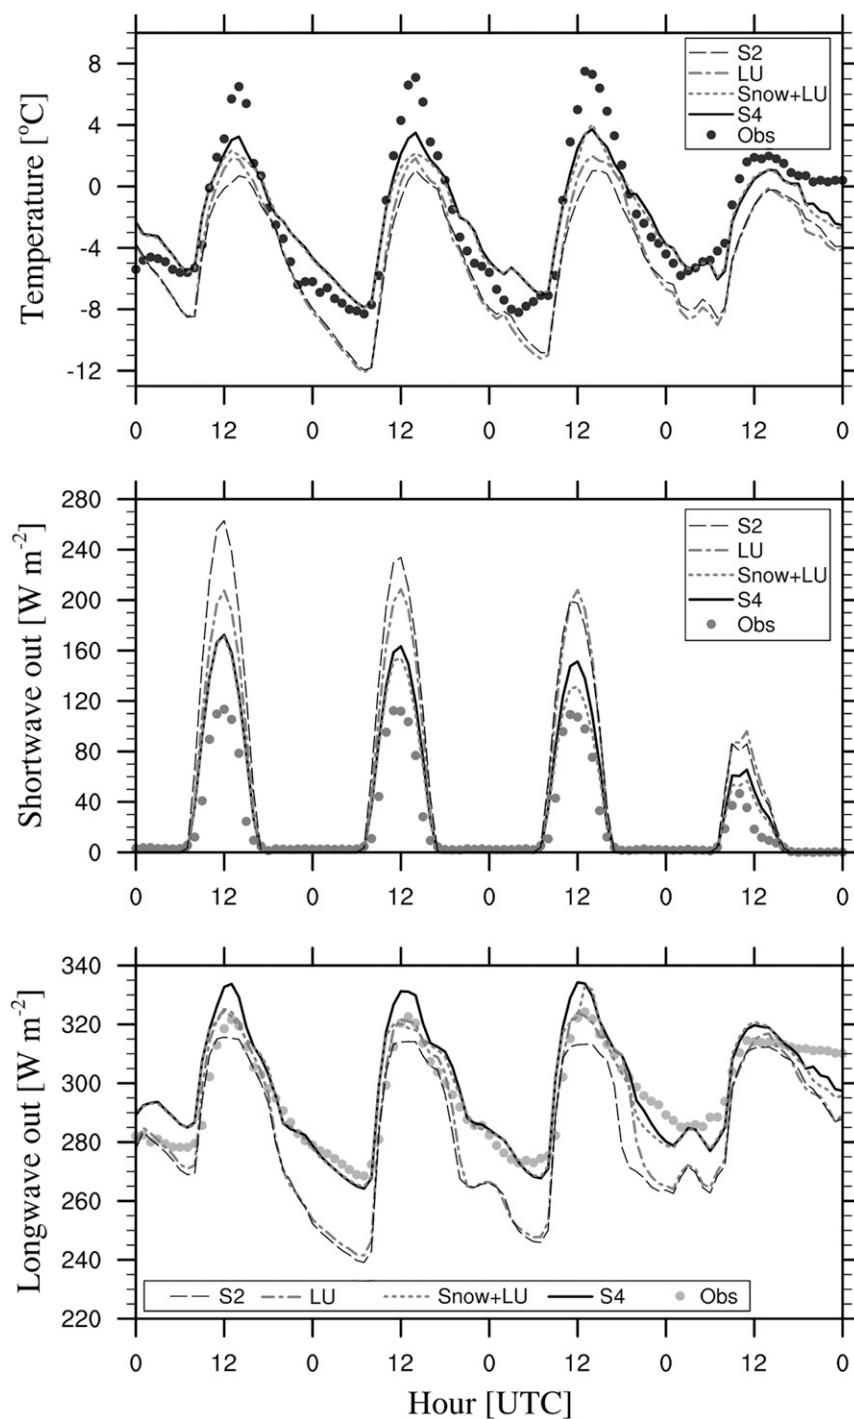 Temperature [°C]
8
4
0
-4
-8
-12
S2
LU
Snow+LU
S4
Obs
0 12 0 12 0 12 0 12 0
Shortwave out [W m-2]
280
240
200
160
120
80
40
0
S2
LU
Snow+LU
S4
Obs
0 12 0 12 0 12 0 12 0
Longwave out [W m-2]
340
320
300
280
260
240
220
S2 LU Snow+LU S4 Obs
0 12 0 12 0 12 0 12 0
Hour [UTC]